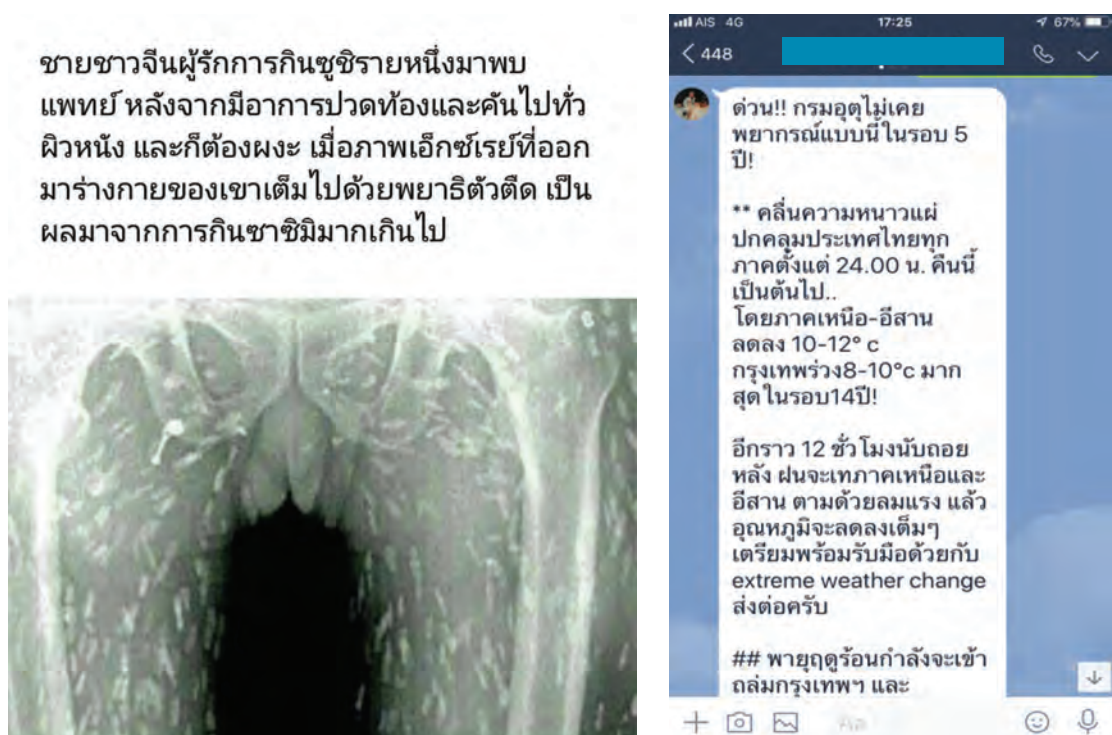 ชายชาวจีนผู้รักการกินซูชิรายหนึ่งมาพบ
แพทย์ หลังจากมีอาการปวดท้องและคันไปทั่ว
ผิวหนัง และก็ต้องผงะ เมื่อภาพเอ็กซ์เรย์ที่ออก
มาร่างกายของเขาเต็มไปด้วยพยาธิตัวตืด เป็น
ผลมาจากการกินซาซิมิมากเกินไป
AIS 4G 17:25 67%
448
ด่วน!! กรมอุตุไม่เคย
พยากรณ์แบบนี้ในรอบ 5
ปี!
** คลื่นความหนาวแผ่
ปกคลุมประเทศไทยทุก
ภาคตั้งแต่ 24.00 น. คืนนี้
เป็นต้นไป..
โดยภาคเหนือ-อีสาน
ลดลง 10-12° c
กรุงเทพร่วง8-10°c มาก
สุดในรอบ14ปี!
อีกราว 12 ชั่วโมงนับถอย
หลัง ฝนจะเทภาคเหนือและ
อีสาน ตามด้วยลมแรง แล้ว
อุณหภูมิจะลดลงเต็มๆ
เตรียมพร้อมรับมือด้วยกับ
extreme weather change
ส่งต่อครับ
## พายุฤดูร้อนกำลังจะเข้า
ถล่มกรุงเทพฯ และ
Aa